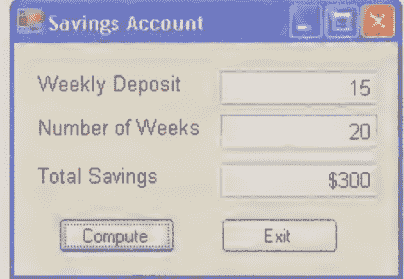 Savings Account
Weekly Deposit 15
Number of Weeks 20
Total Savings $300
Compute Exit